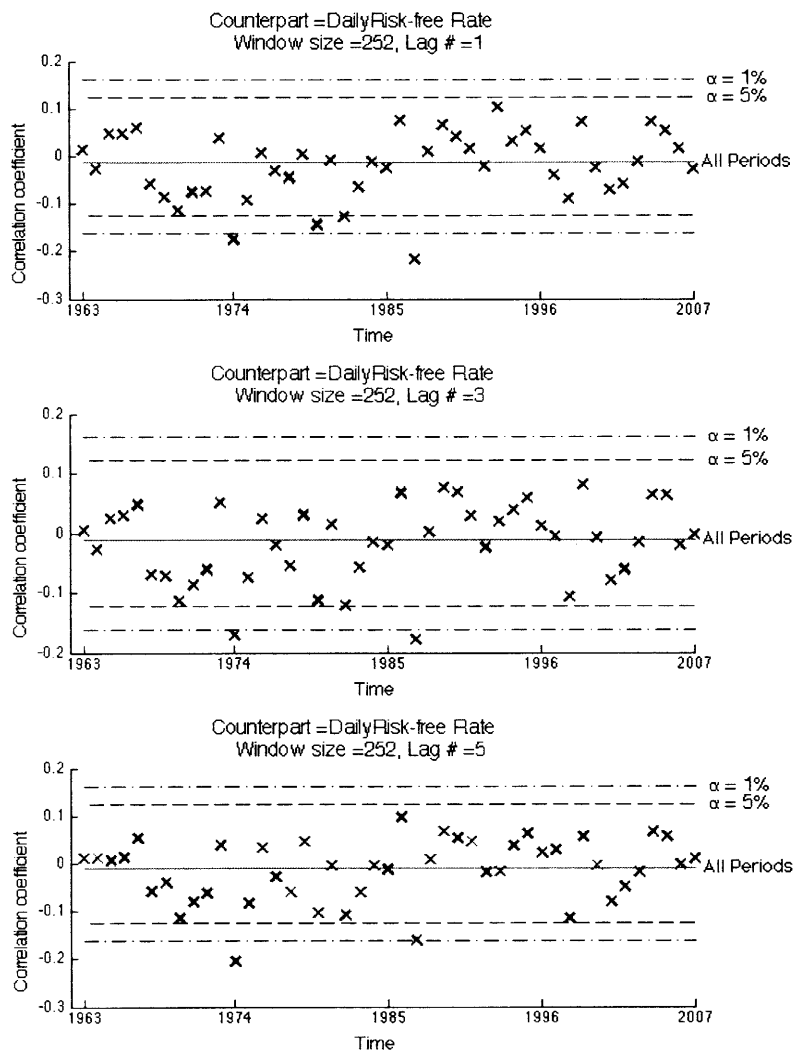 Counterpart =DailyRisk-free Rate
Window size =252, Lag # =1
0.2
0.1
0
-0.1
-0.2
-0.3
Correlation coefficient
α = 1%
α = 5%
All Periods
1963
1974
1985
1996
2007
Time
Counterpart =DailyRisk-free Rate
Window size =252, Lag # =3
0.2
0.1
0
-0.1
-0.2
Correlation coefficient
α = 1%
α = 5%
All Periods
1963
1974
1985
1996
2007
Time
Counterpart =DailyRisk-free Rate
Window size =252, Lag # =5
0.2
0.1
0
-0.1
-0.2
-0.3
Correlation coefficient
α = 1%
α = 5%
All Periods
1963
1974
1985
1996
2007
Time